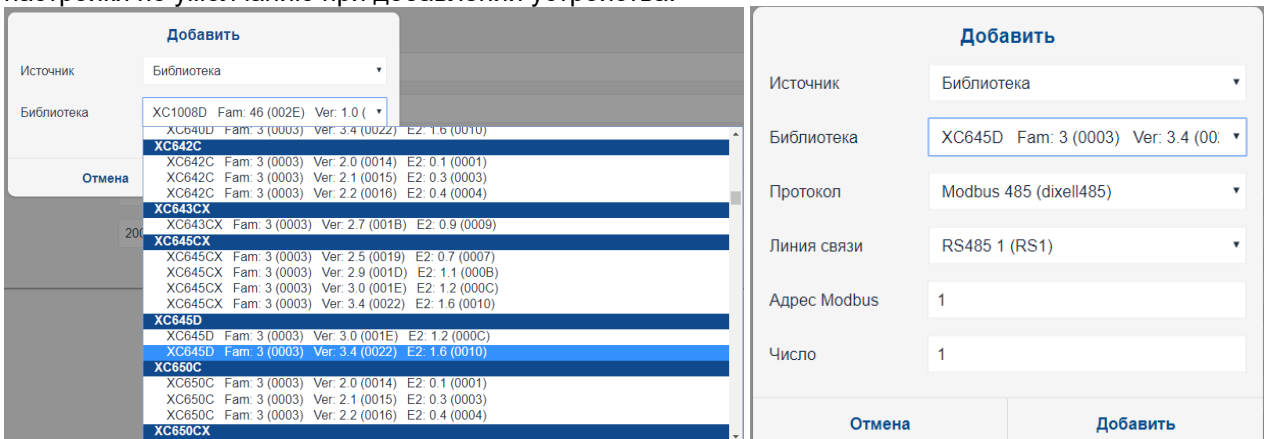 настройки по умолчанию при добавлении устройства.
Добавить
Источник
Библиотека
Библиотека
XC1008D Fam: 46 (002E) Ver: 1.0 (
XC640D Fam: 3 (0003) Ver: 3.4 (0022) E2: 1.6 (0010)
XC642C
XC642C Fam: 3 (0003) Ver: 2.0 (0014) E2: 0.1 (0001)
XC642C Fam: 3 (0003) Ver: 2.1 (0015) E2: 0.3 (0003)
XC642C Fam: 3 (0003) Ver: 2.2 (0016) E2: 0.4 (0004)
XC643CX
XC643CX Fam: 3 (0003) Ver: 2.7 (001B) E2: 0.9 (0009)
XC645CX
XC645CX Fam: 3 (0003) Ver: 2.5 (0019) E2: 0.7 (0007)
XC645CX Fam: 3 (0003) Ver: 2.9 (001D) E2: 1.1 (000B)
XC645CX Fam: 3 (0003) Ver: 3.0 (001E) E2: 1.2 (000C)
XC645CX Fam: 3 (0003) Ver: 3.4 (0022) E2: 1.6 (0010)
XC645D
XC645D Fam: 3 (0003) Ver: 3.0 (001E) E2: 1.2 (000C)
XC645D Fam: 3 (0003) Ver: 3.4 (0022) E2: 1.6 (0010)
XC650C
XC650C Fam: 3 (0003) Ver: 2.0 (0014) E2: 0.1 (0001)
XC650C Fam: 3 (0003) Ver: 2.1 (0015) E2: 0.3 (0003)
XC650C Fam: 3 (0003) Ver: 2.2 (0016) E2: 0.4 (0004)
XC650CX
Отмена
200
Добавить
Источник
Библиотека
Библиотека
XC645D Fam: 3 (0003) Ver: 3.4 (00
Протокол
Modbus 485 (dixell485)
Линия связи
RS485 1 (RS1)
Адрес Modbus
1
Число
1
Отмена
Добавить